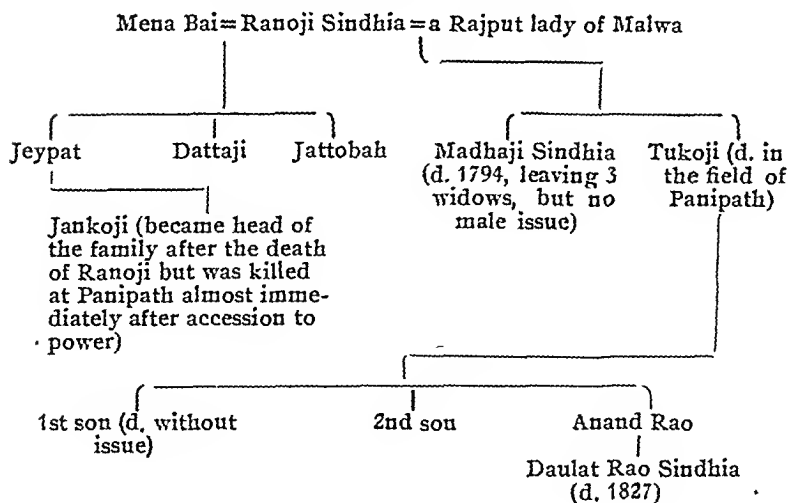 Mena Bai=Ranoji Sindhia=a Rajput lady of Malwa
Jeypat Dattaji Jattobah
Jankoji (became head of
the family after the death
of Ranoji but was killed
at Panipath almost imme-
diately after accession to
power)
Madhaji Sindhia
(d. 1794, leaving 3
widows, but no
male issue)
Tukoji (d. in
the field of
Panipath)
1st son (d. without
issue)
2nd son
Anand Rao
Daulat Rao Sindhia
(d. 1827)